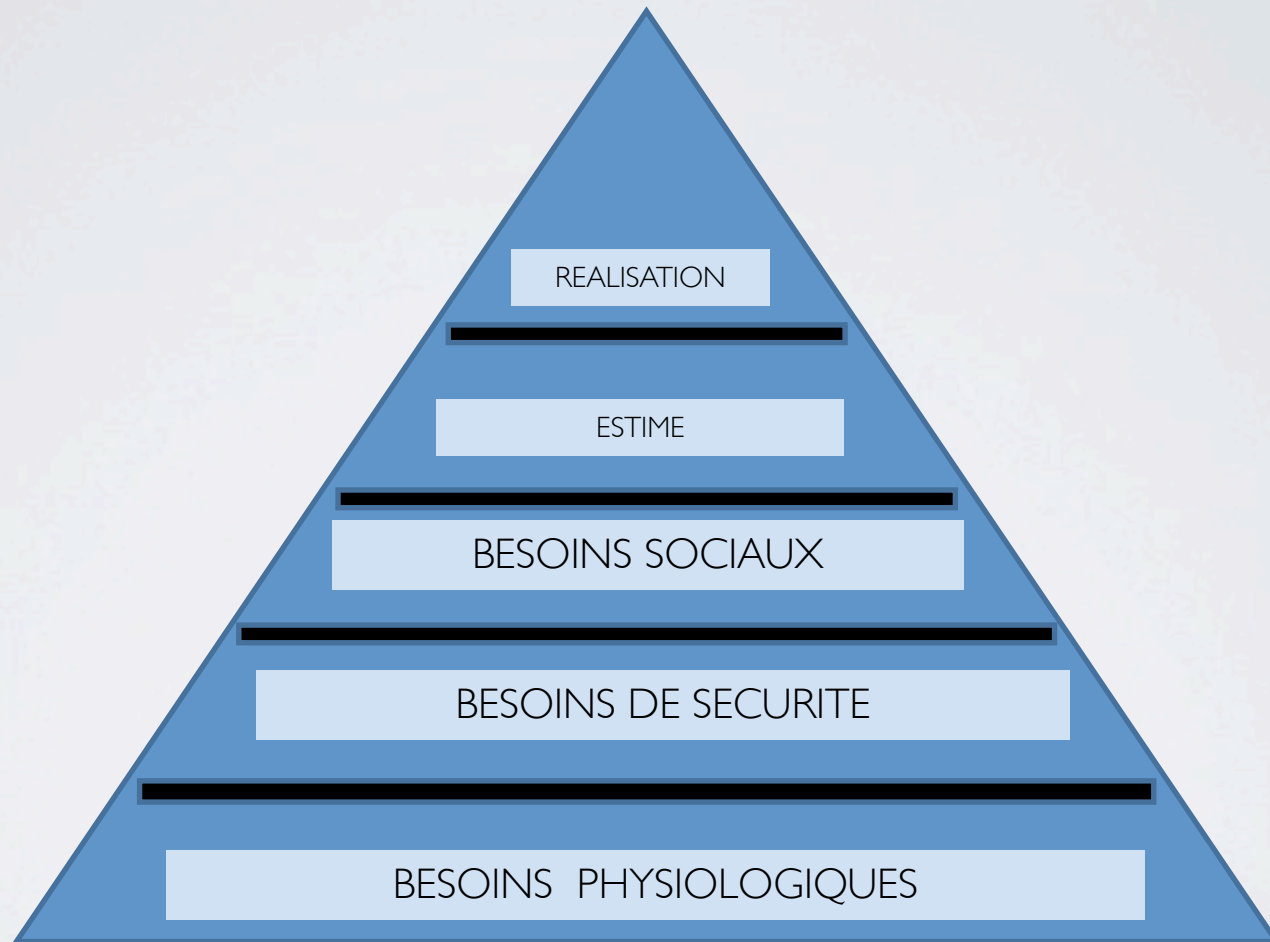 REALISATION
ESTIME
BESOINS SOCIAUX
BESOINS DE SECURITE
BESOINS PHYSIOLOGIQUES